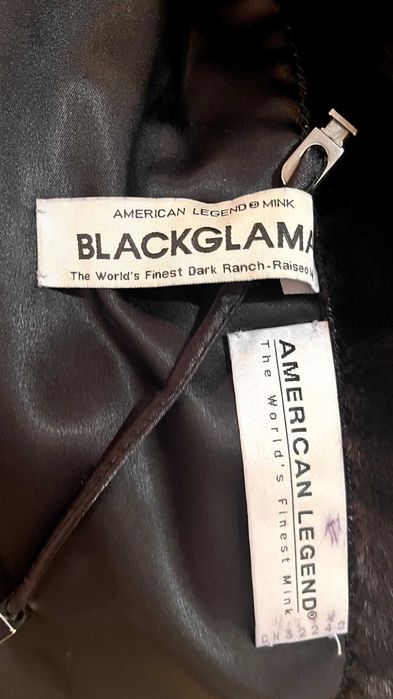 AMERICAN LEGEND® MINK
BLACKGLAMA
The World's Finest Dark Ranch-Raised
AMERICAN LEGEND®
The World's Finest Mink